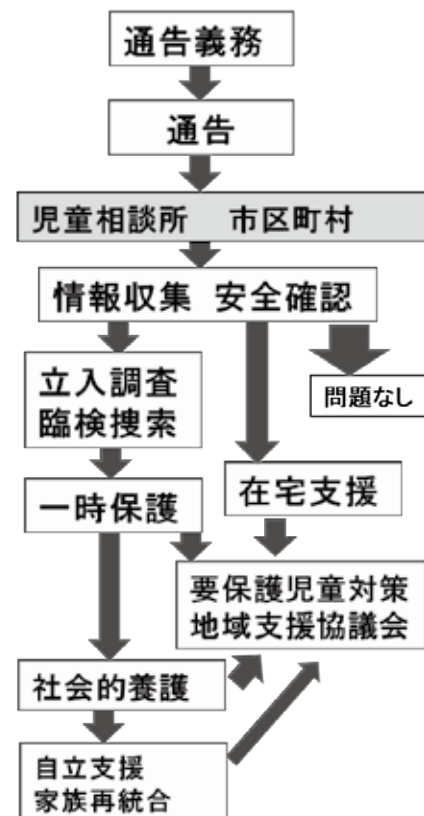 通告義務
通告
児童相談所 市区町村
情報収集 安全確認
立入調査
臨検捜索
問題なし
一時保護
在宅支援
要保護児童対策
地域支援協議会
社会的養護
自立支援
家族再統合